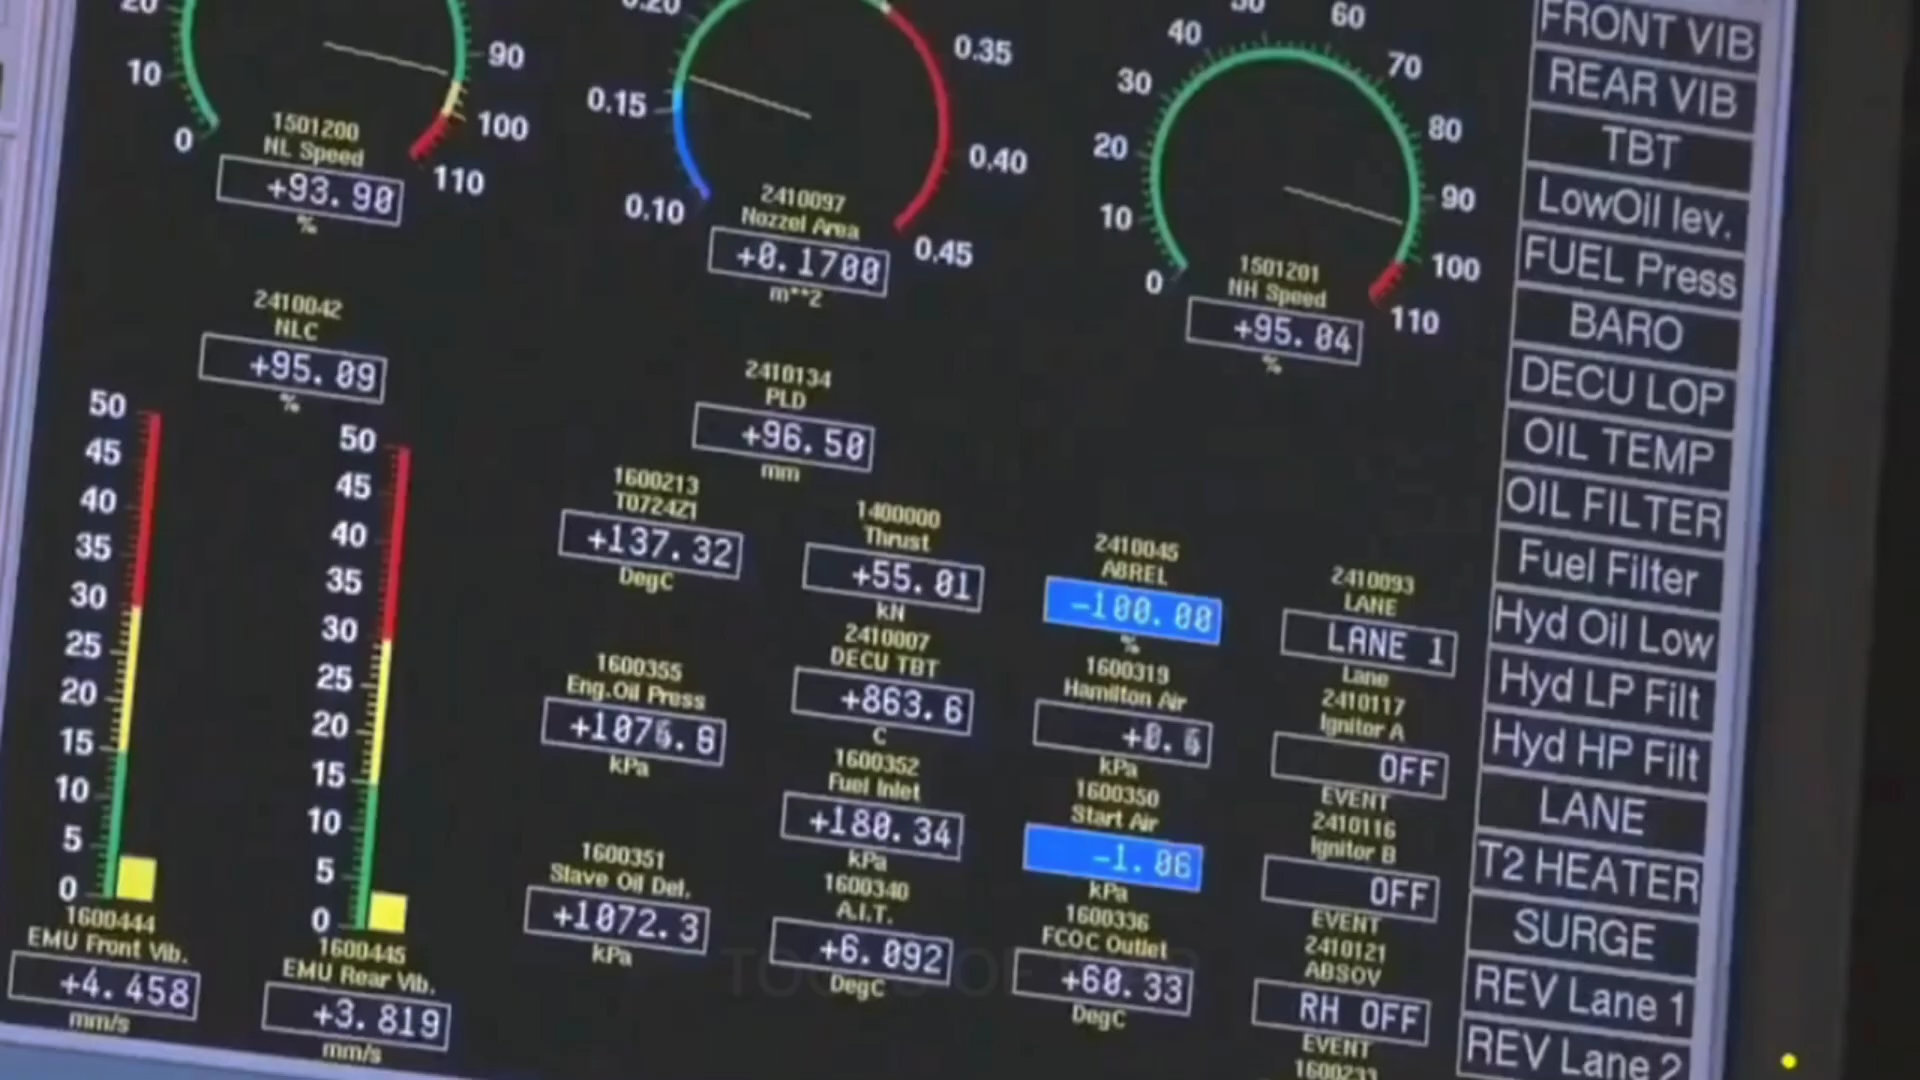 20
10
0
90
100
110
1501200
NL Speed
+93.90
%
0.20
0.15
0.10
0.35
0.40
0.45
2410097
Nozzel Area
+0.1700
m**2
50
60
40
70
30
80
20
90
10
100
0
110
1501201
NH Speed
+95.04
%
2410042
NLC
+95.09
%
2410134
PLD
+96.50
mm
50
45
40
35
30
25
20
15
10
5
0
1600444
EMU Front Vib.
+4.458
mm/s
50
45
40
35
30
25
20
15
10
5
0
1600445
EMU Rear Vib.
+3.819
mm/s
1600213
T0724Z1
+137.32
DegC
1600355
Eng.Oil Press
kPa
1600351
Slave Oil Del.
+1072.3
kPa
1400000
Thrust
+55.01
kN
2410007
DECU TBT
+863.6
C
1600352
Fuel Inlet
+180.34
kPa
1600340
A.I.T.
+6.092
DegC
2410045
ABREL
-100.00
%
1600319
Hamilton Air
kPa
1600350
Start Air
-1.06
kPa
1600336
FCOC Outlet
+60.33
DegC
2410093
LANE
LANE 1
Lane
2410117
Ignitor A
OFF
EVENT
2410116
Ignitor B
OFF
EVENT
2410121
ABSOV
RH OFF
EVENT
1600233
FRONT VIB
REAR VIB
TBT
LowOil lev.
FUEL Press
BARO
DECU LOP
OIL TEMP
OIL FILTER
Fuel Filter
Hyd Oil Low
Hyd LP Filt
Hyd HP Filt
LANE
T2 HEATER
SURGE
REV Lane 1
REV Lane 2